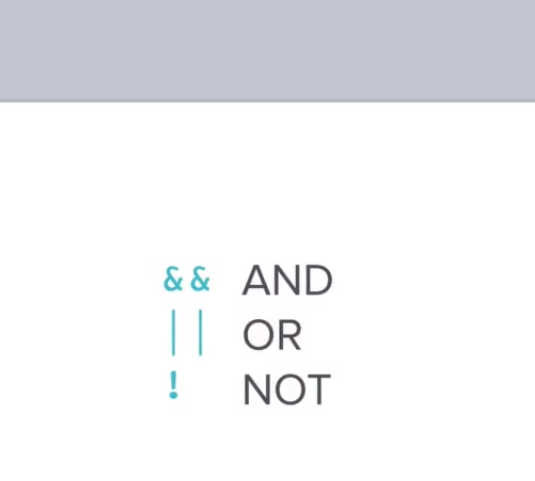 && AND
|| OR
! NOT